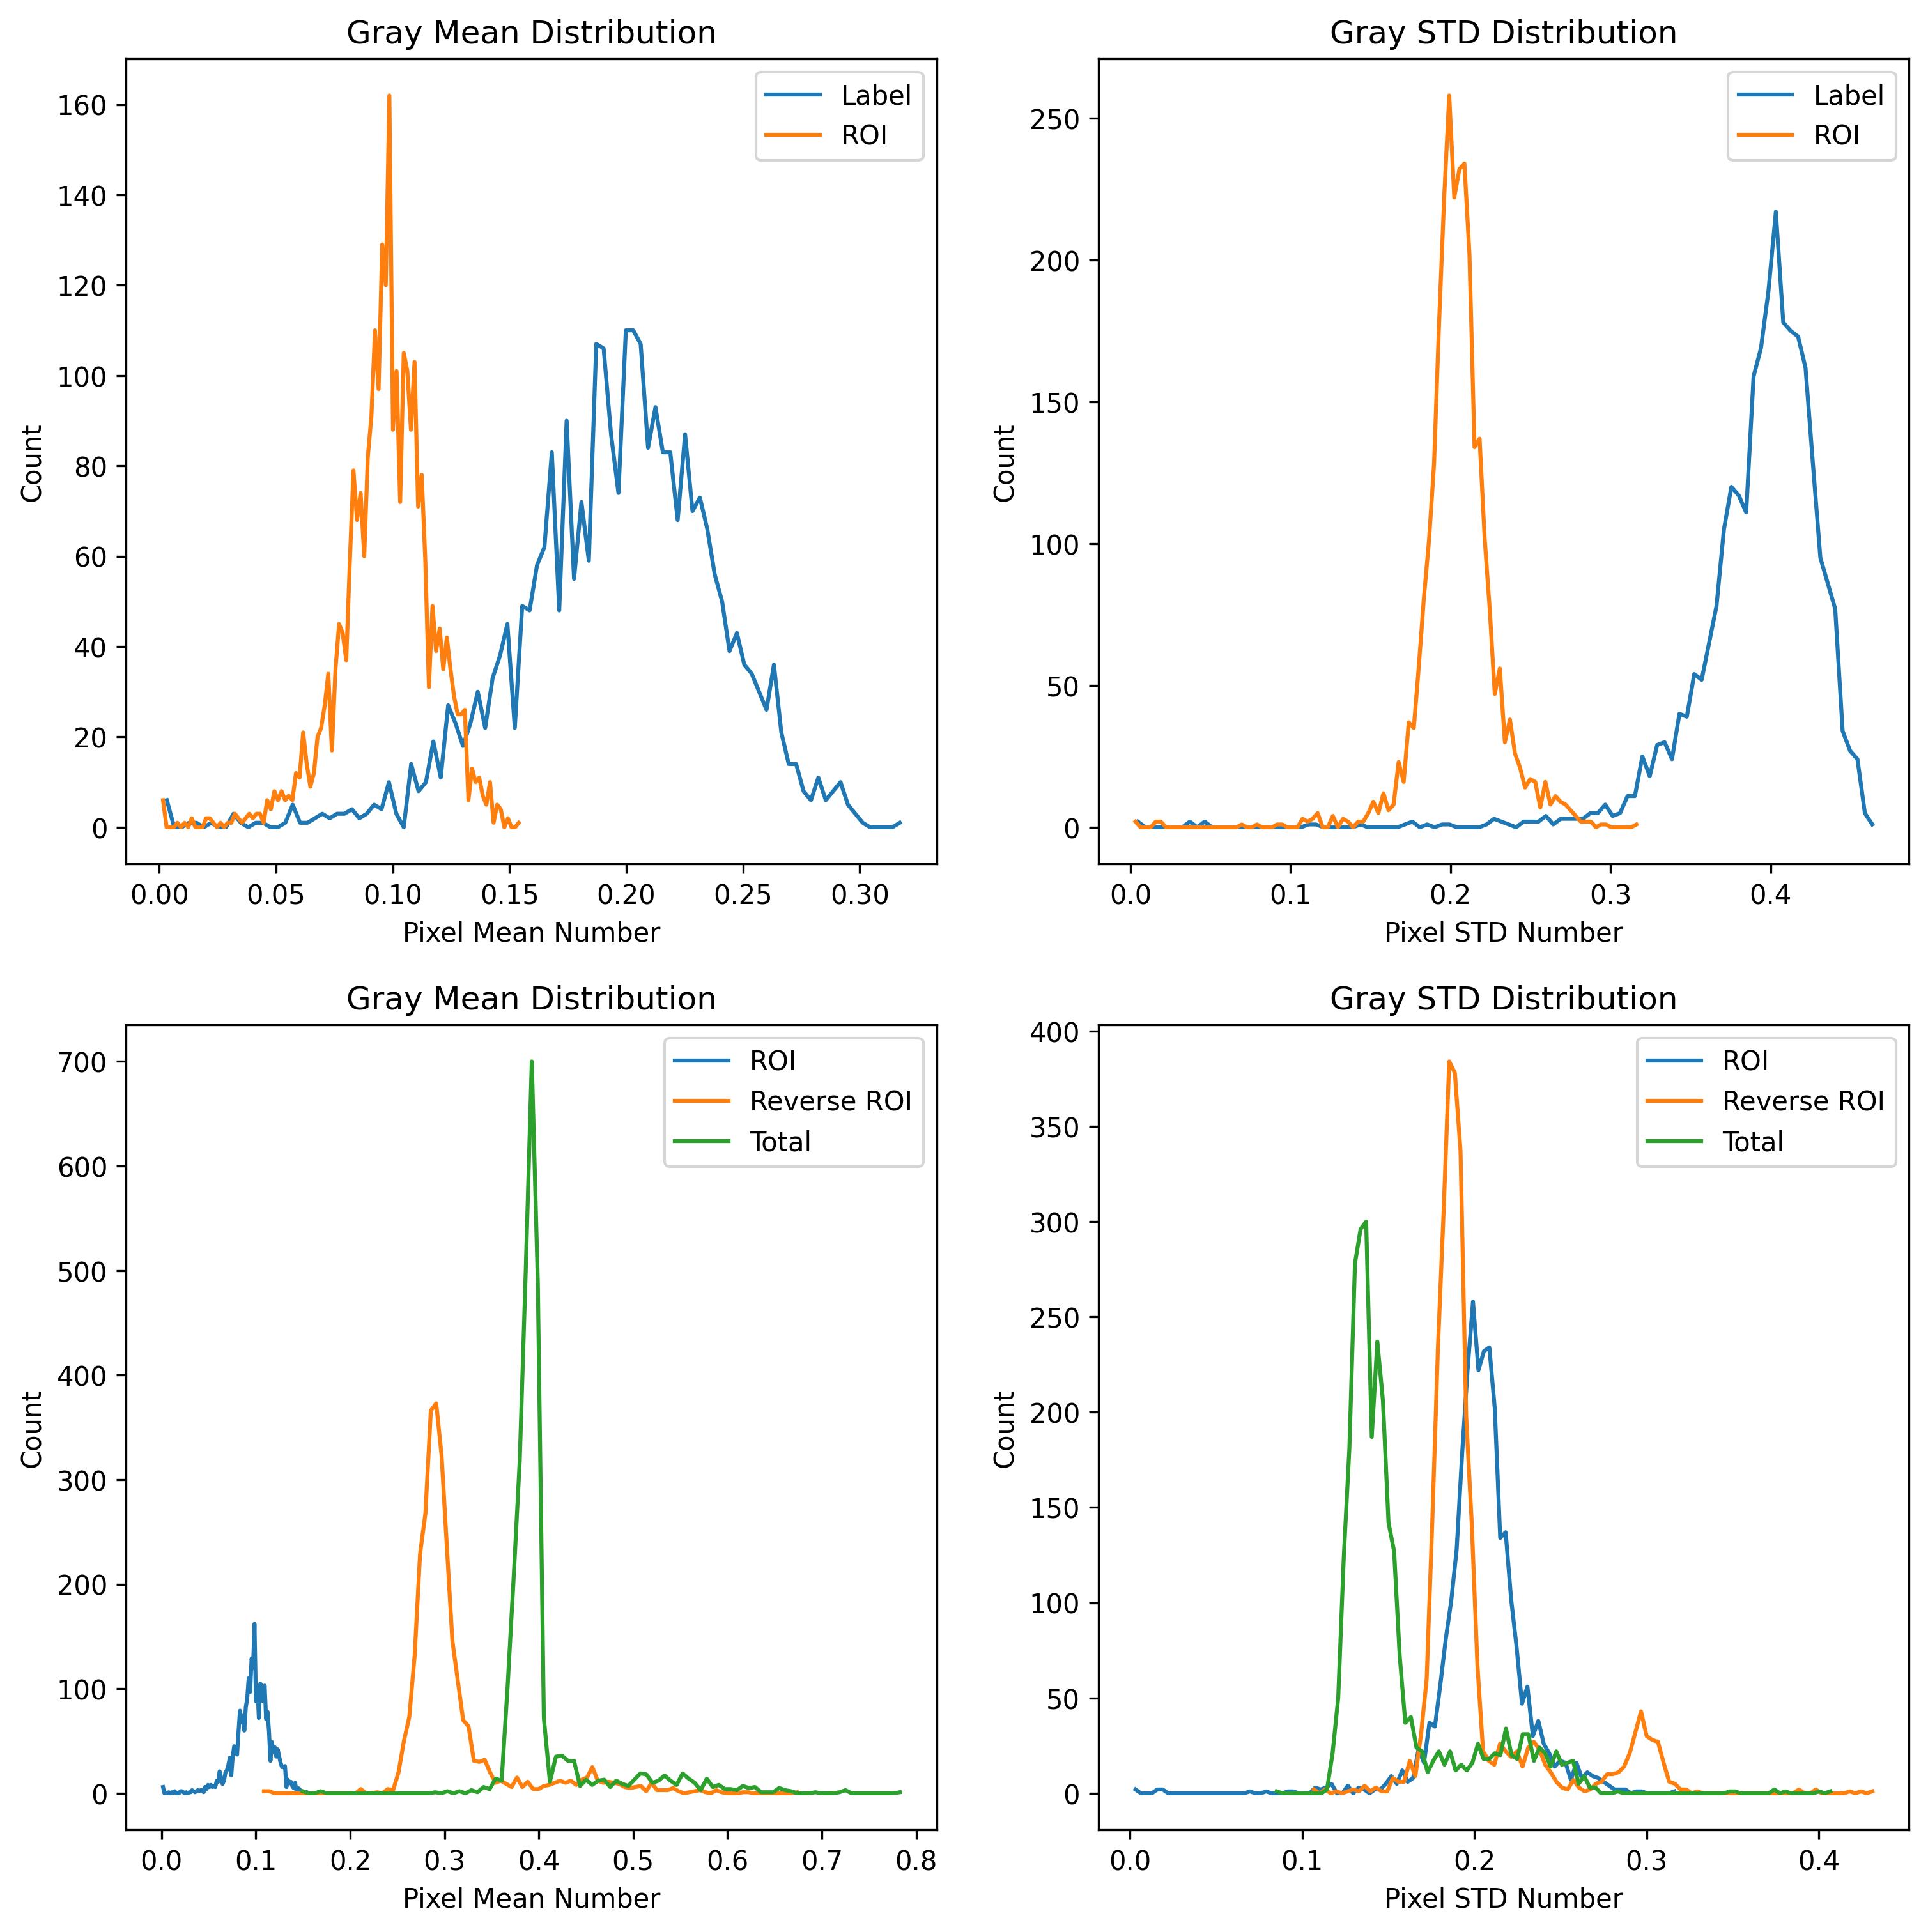 Gray Mean Distribution
Label
ROI
160
140
120
100
80
60
40
20
0
Count
0.00 0.05 0.10 0.15 0.20 0.25 0.30
Pixel Mean Number
Gray STD Distribution
Label
ROI
250
200
150
100
50
0
Count
0.0 0.1 0.2 0.3 0.4
Pixel STD Number
Gray Mean Distribution
ROI
Reverse ROI
Total
700
600
500
400
300
200
100
0
Count
0.0 0.1 0.2 0.3 0.4 0.5 0.6 0.7 0.8
Pixel Mean Number
Gray STD Distribution
ROI
Reverse ROI
Total
400
350
300
250
200
150
100
50
0
Count
0.0 0.1 0.2 0.3 0.4
Pixel STD Number